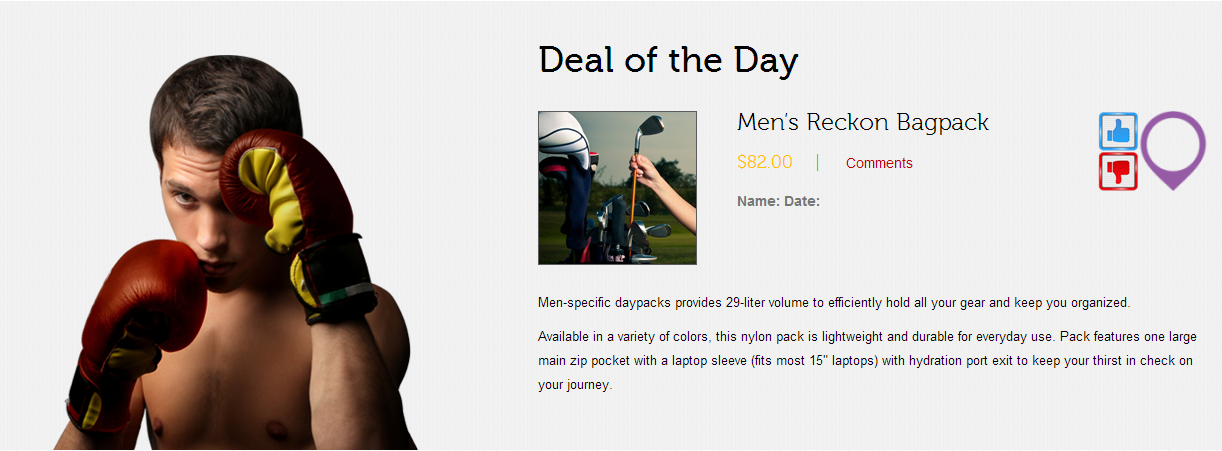 Deal of the Day
Men's Reckon Bagpack
$82.00 | Comments
Name: Date:
Men-specific daypacks provides 29-liter volume to efficiently hold all your gear and keep you organized.
Available in a variety of colors, this nylon pack is lightweight and durable for everyday use. Pack features one large
main zip pocket with a laptop sleeve (fits most 15" laptops) with hydration port exit to keep your thirst in check on
your journey.